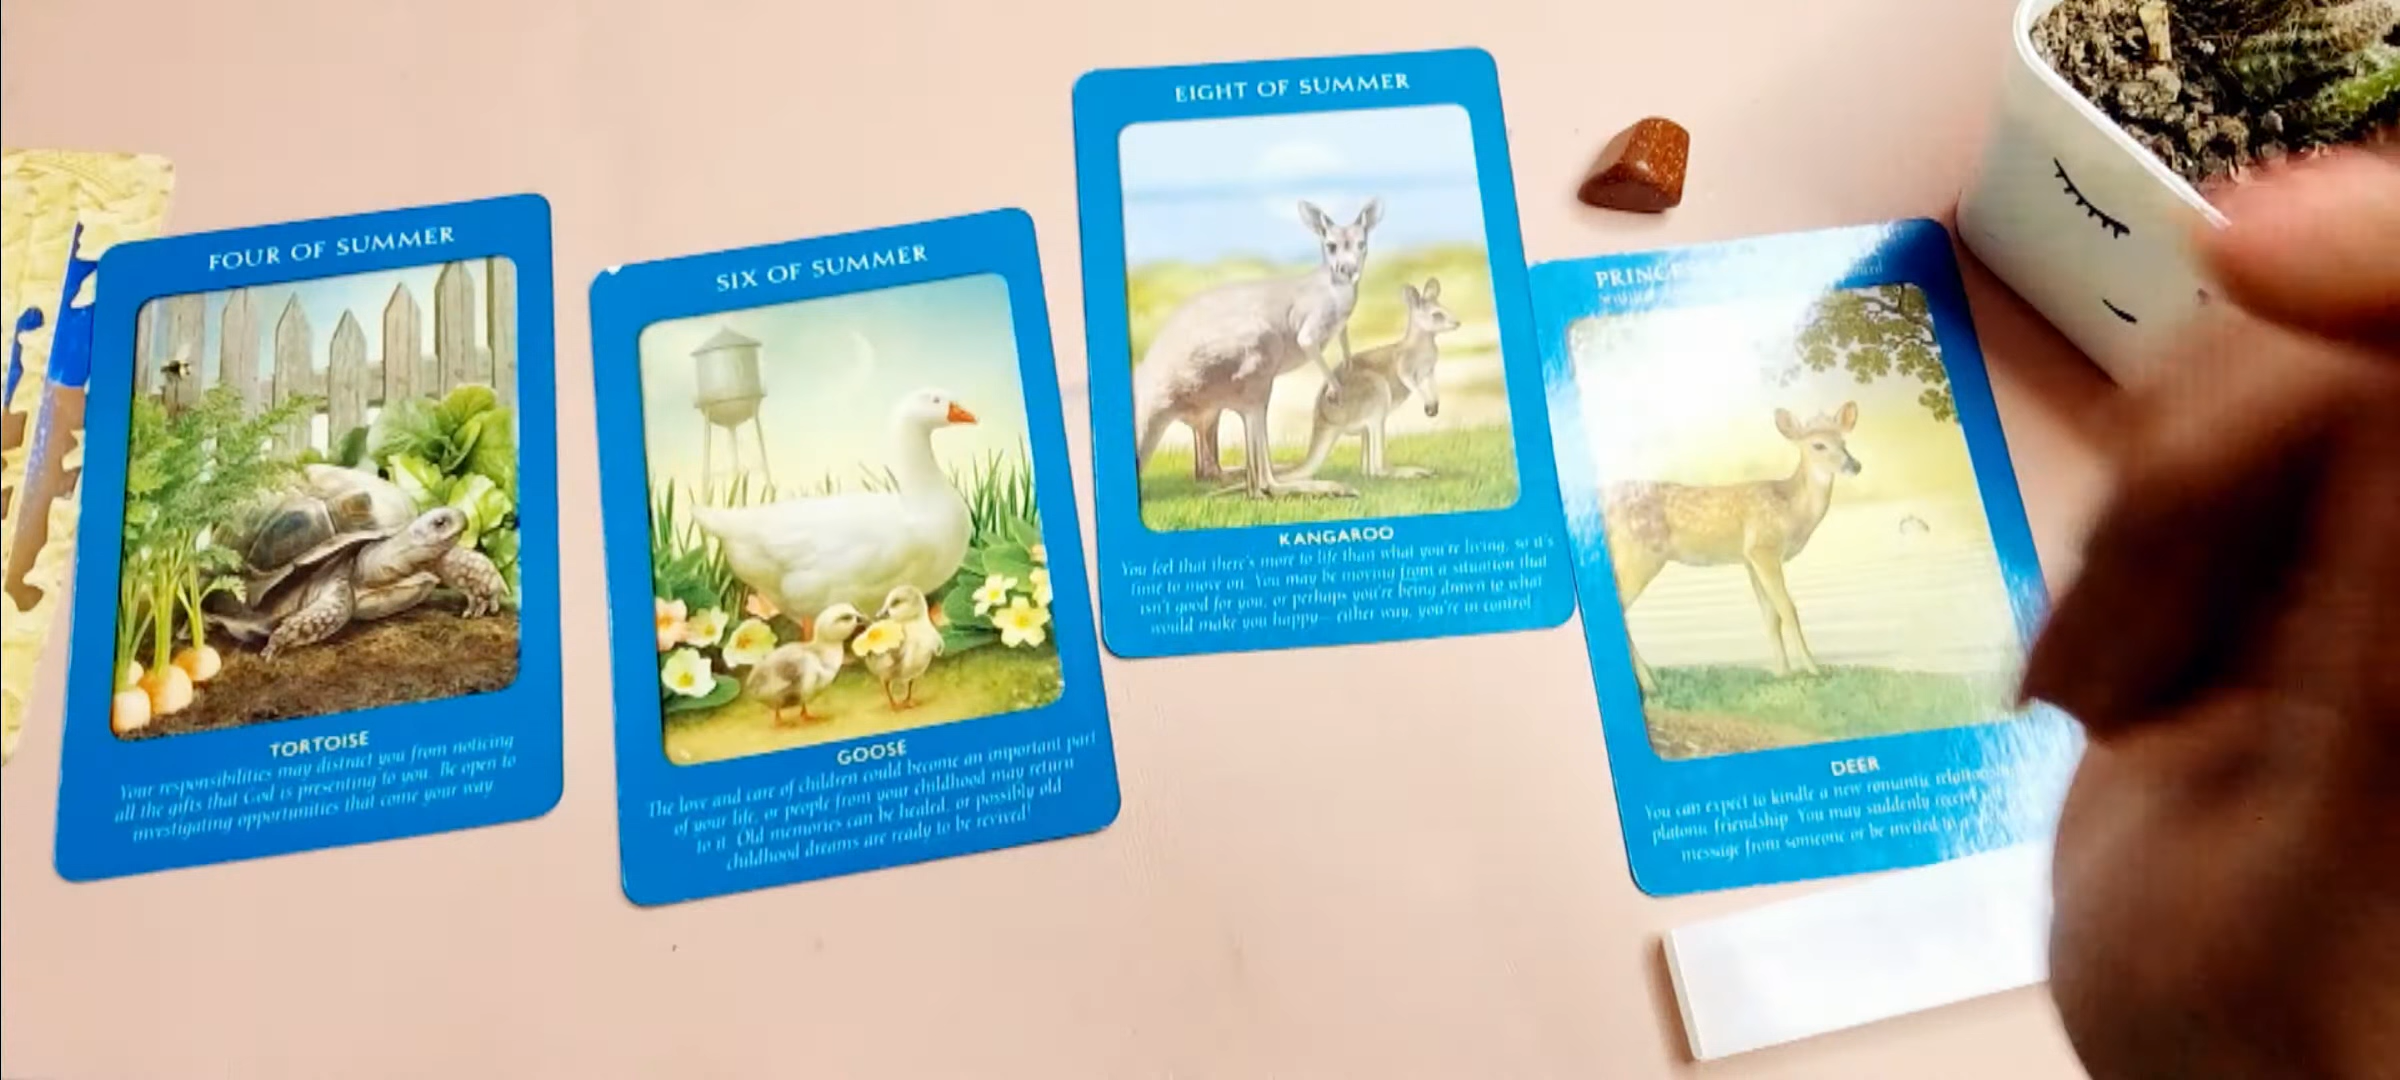 FOUR OF SUMMER
TORTOISE
Your responsibilities may distract you from noticing
all the gifts that God is presenting to you. Be open to
investigating opportunities that come your way
SIX OF SUMMER
GOOSE
The love and care of children could become an important part
of your life, or people from your childhood may return
to it. Old memories can be healed, or possibly old
childhood dreams are ready to be revived!
EIGHT OF SUMMER
KANGAROO
You feel that there's more to life than what you're living, so it's
time to move on. You may be moving from a situation that
isn't good for you, or perhaps you're being drawn to what
would make you happy—either way, you're in control
DEER
You can expect to kindle a new romantic
platonic friendship. You may suddenly
message from someone or be invited to